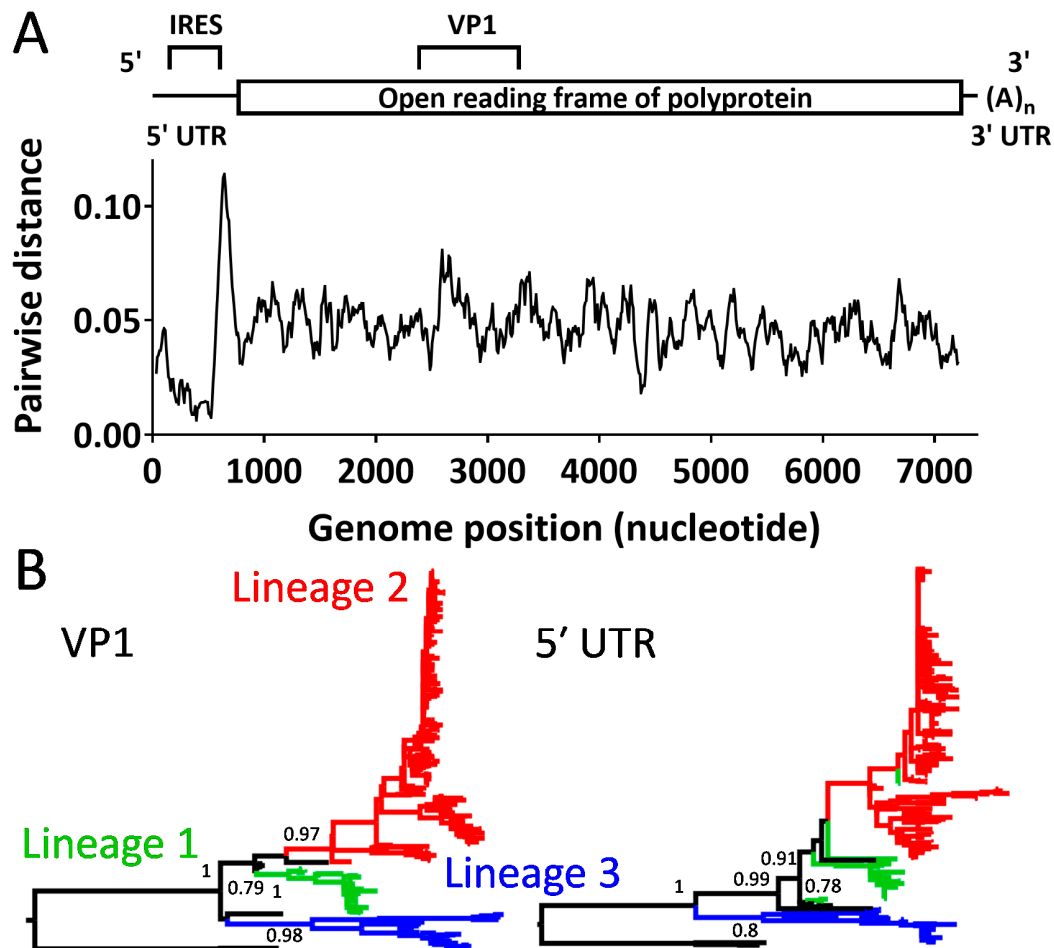 A
IRES
VP1
5'
3'
Open reading frame of polyprotein
(A)n
5' UTR
3' UTR
Pairwise distance
0.10
0.05
0.00
0
1000
2000
3000
4000
5000
6000
7000
Genome position (nucleotide)
B
Lineage 2
VP1
5′ UTR
Lineage 1
0.97
1
0.79
1
0.98
Lineage 3
0.91
0.99
1
0.78
0.8